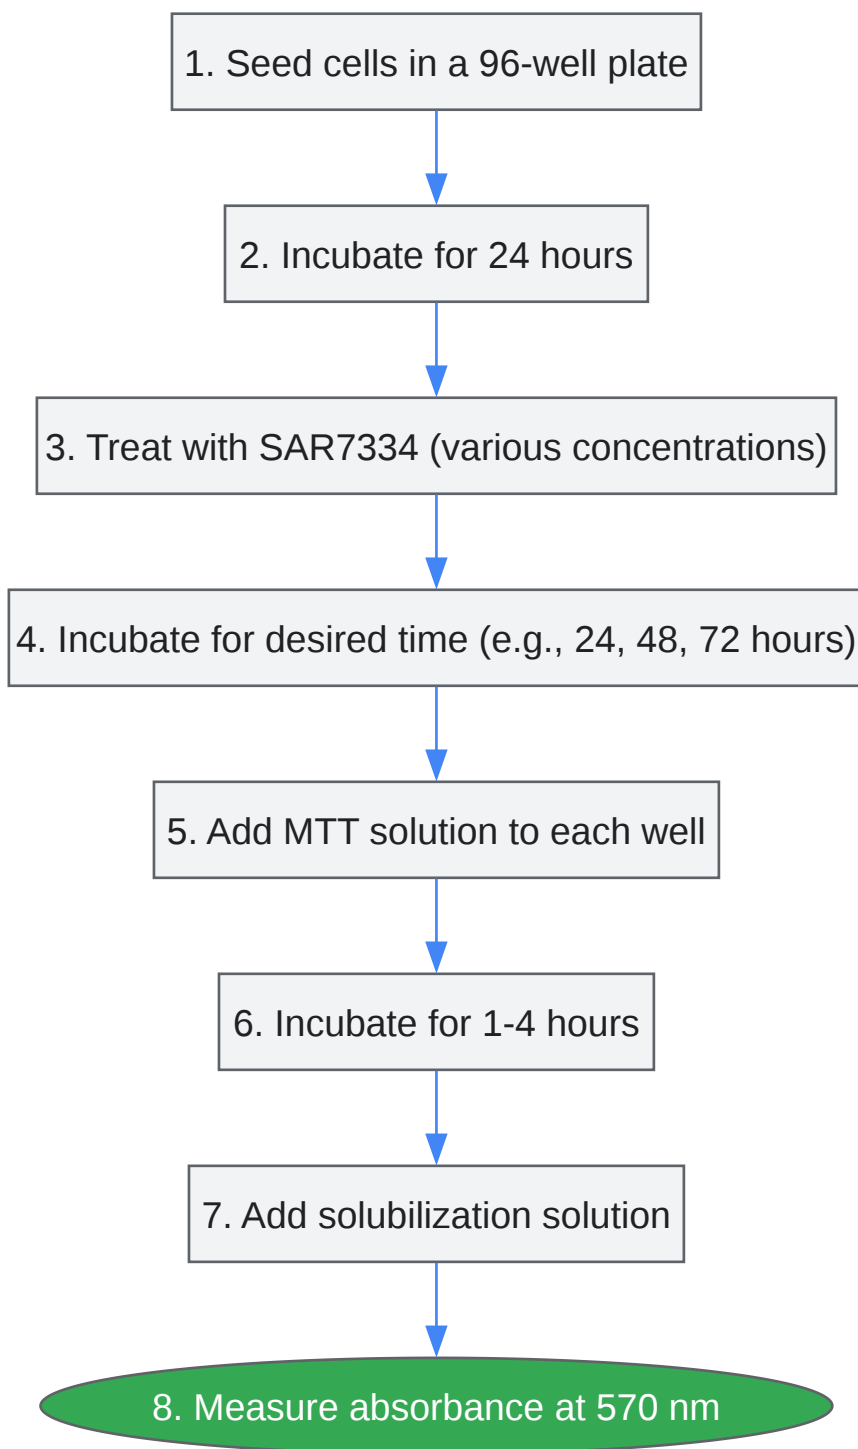 1. Seed cells in a 96-well plate
2. Incubate for 24 hours
3. Treat with SAR7334 (various concentrations)
4. Incubate for desired time (e.g., 24, 48, 72 hours)
5. Add MTT solution to each well
6. Incubate for 1-4 hours
7. Add solubilization solution
8. Measure absorbance at 570 nm